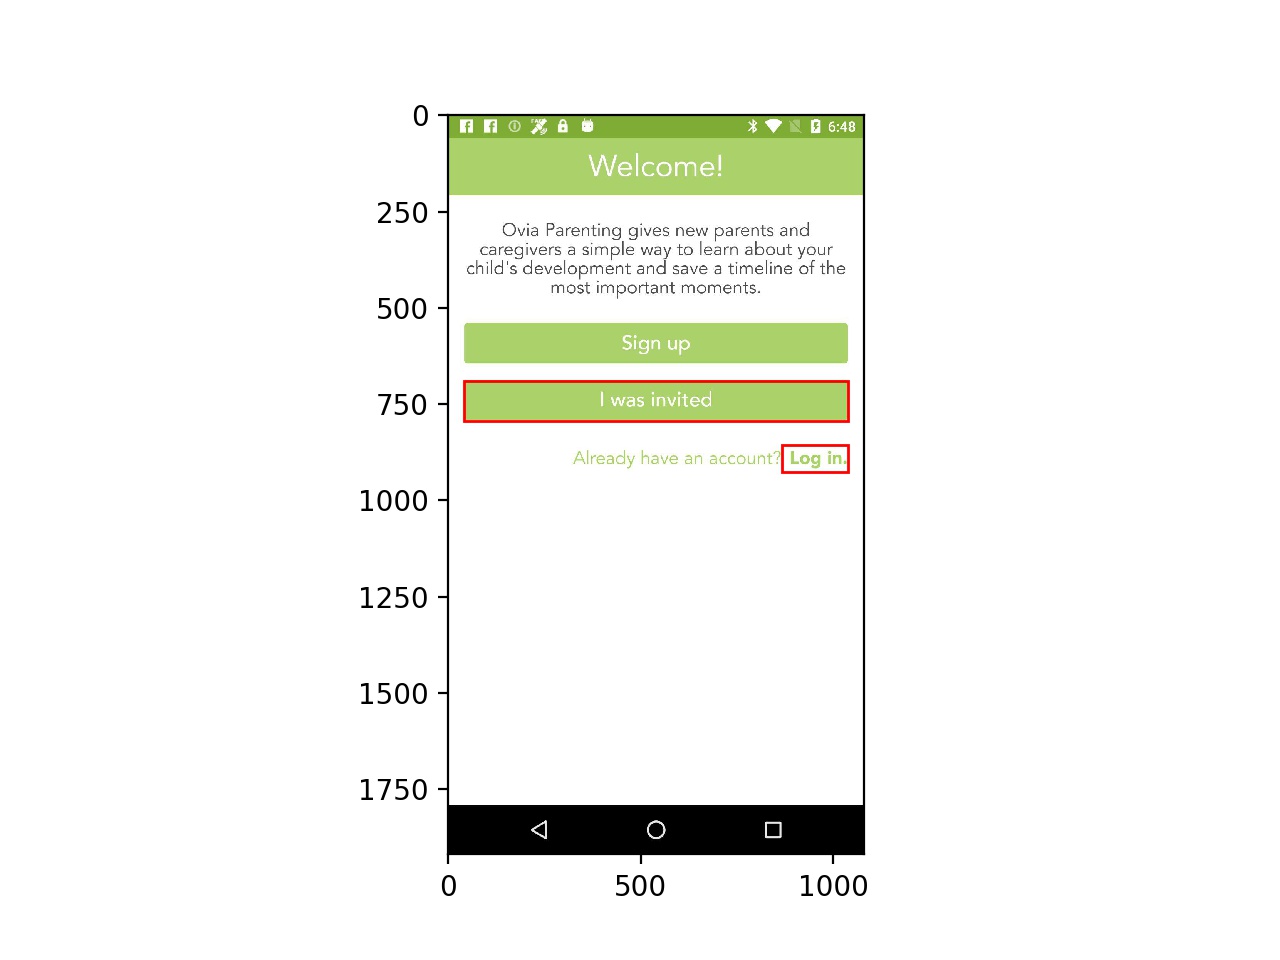 0
6:48
Welcome!
250
Ovia Parenting gives new parents and
caregivers a simple way to learn about your
child's development and save a timeline of the
most important moments.
500
Sign up
750
I was invited
Already have an account? Log in.
1000
1250
1500
1750
0
500
1000